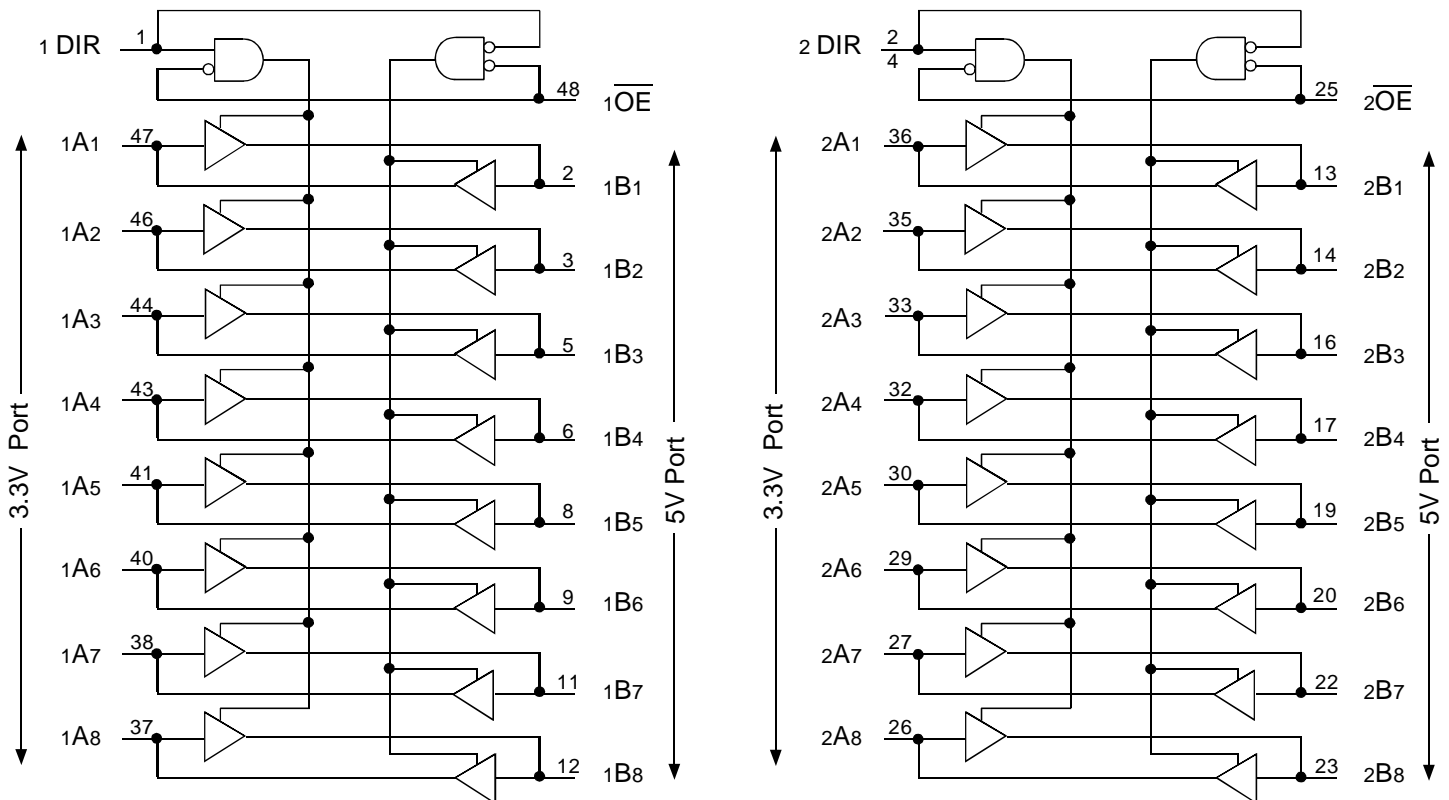 1 DIR 1
48 1OE
1A1 47
2 1B1
1A2 46
3 1B2
1A3 44
5 1B3
1A4 43
6 1B4
1A5 41
8 1B5
1A6 40
9 1B6
1A7 38
11 1B7
1A8 37
12 1B8
3.3V Port
5V Port
2 DIR 2
4
25 2OE
2A1 36
13 2B1
2A2 35
14 2B2
2A3 33
16 2B3
2A4 32
17 2B4
2A5 30
19 2B5
2A6 29
20 2B6
2A7 27
22 2B7
2A8 26
23 2B8
3.3V Port
5V Port